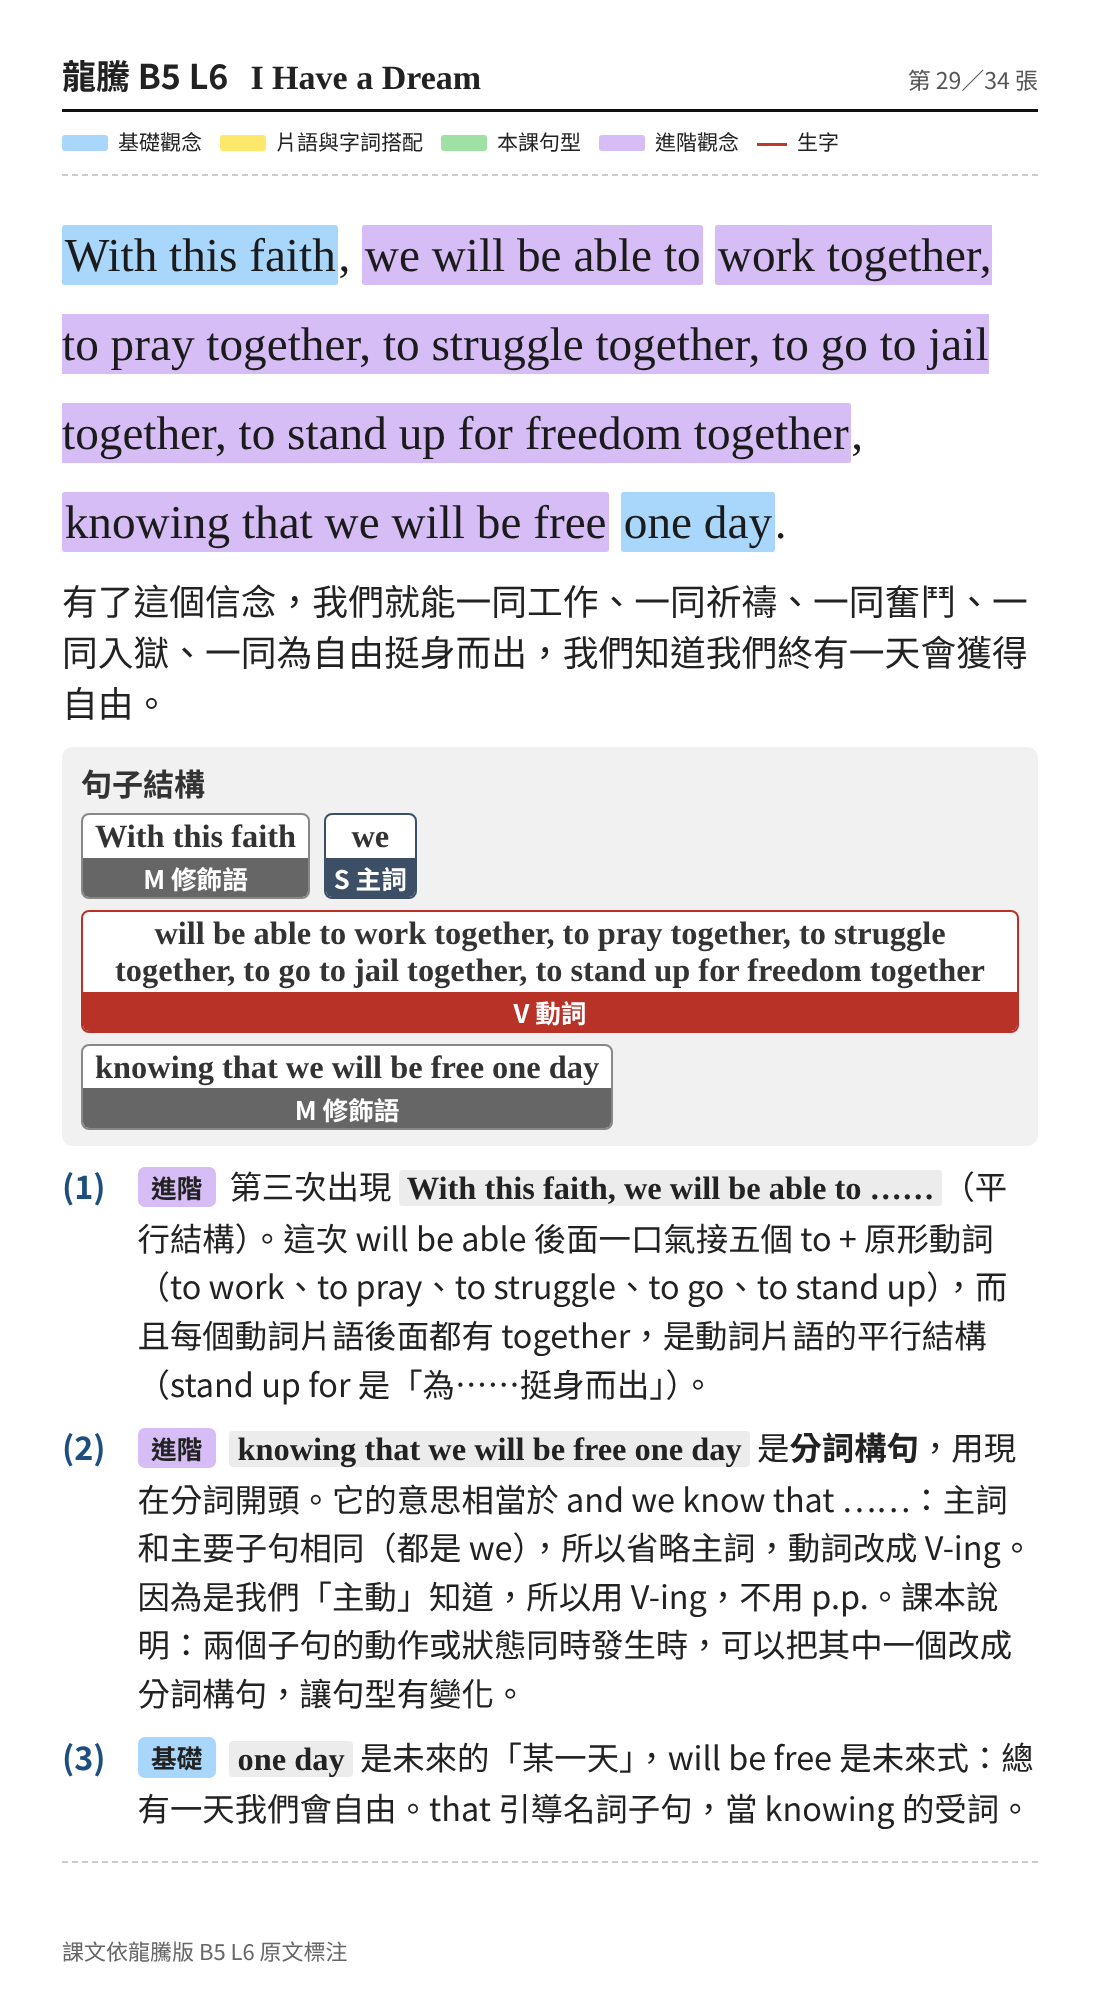 龍騰 B5 L6 I Have a Dream
第 29／34 張
基礎觀念 片語與字詞搭配 本課句型 進階觀念 生字
With this faith, we will be able to work together,
to pray together, to struggle together, to go to jail
together, to stand up for freedom together,
knowing that we will be free one day.
有了這個信念，我們就能一同工作、一同祈禱、一同奮鬥、一
同入獄、一同為自由挺身而出，我們知道我們終有一天會獲得
自由。
句子結構
With this faith we
M 修飾語 S 主詞
will be able to work together, to pray together, to struggle
together, to go to jail together, to stand up for freedom together
V 動詞
knowing that we will be free one day
M 修飾語
(1) 進階 第三次出現 With this faith, we will be able to …… （平
行結構）。這次 will be able 後面一口氣接五個 to + 原形動詞
（to work、to pray、to struggle、to go、to stand up），而
且每個動詞片語後面都有 together，是動詞片語的平行結構
（stand up for 是「為……挺身而出」）。
(2) 進階 knowing that we will be free one day 是分詞構句，用現
在分詞開頭。它的意思相當於 and we know that ……：主詞
和主要子句相同（都是 we），所以省略主詞，動詞改成 V-ing。
因為是我們「主動」知道，所以用 V-ing，不用 p.p.。課本說
明：兩個子句的動作或狀態同時發生時，可以把其中一個改成
分詞構句，讓句型有變化。
(3) 基礎 one day 是未來的「某一天」，will be free 是未來式：總
有一天我們會自由。that 引導名詞子句，當 knowing 的受詞。
課文依龍騰版 B5 L6 原文標注